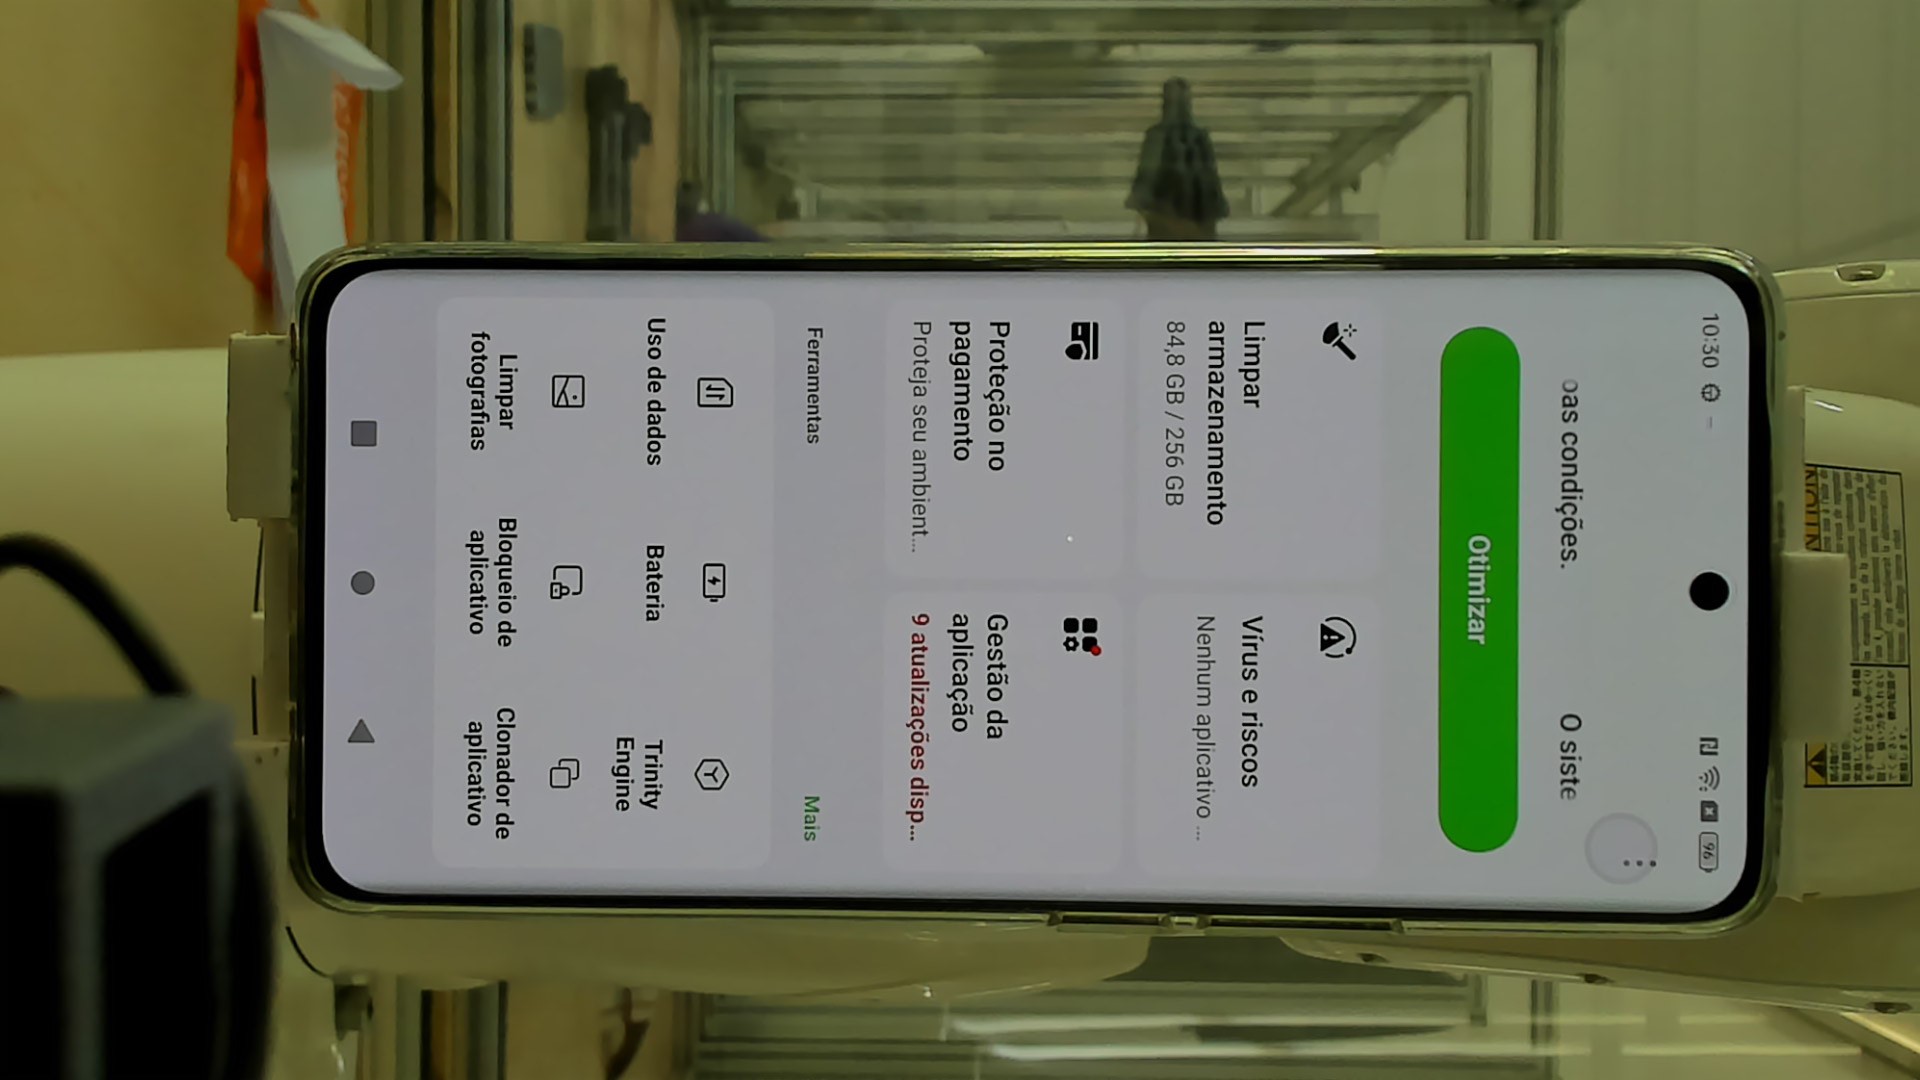 10:30
96
oas condições.
O siste
Otimizar
Limpar
armazenamento
84,8 GB / 256 GB
Vírus e riscos
Nenhum aplicativo ...
Proteção no
pagamento
Proteja seu ambient...
Gestão da
aplicação
9 atualizações disp...
Ferramentas
Mais
Uso de dados
Bateria
Trinity
Engine
Limpar
fotografias
Bloqueio de
aplicativo
Clonador de
aplicativo